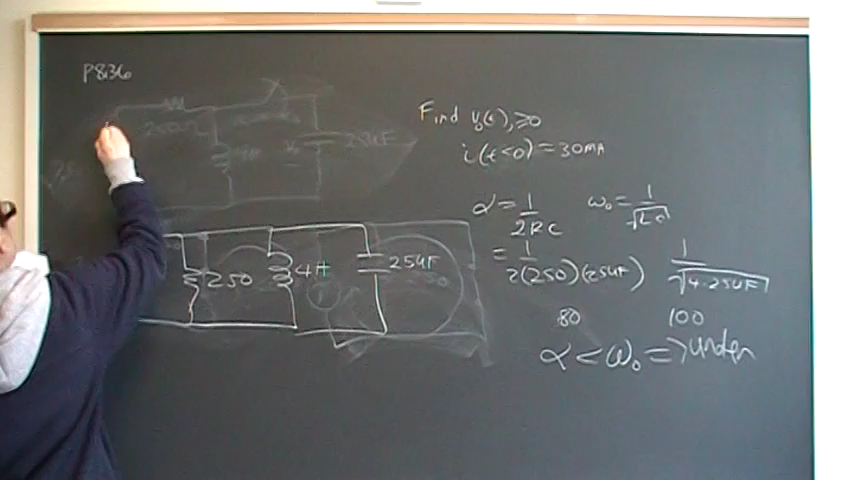 P8.36
Find v₀(t), ≥0
i(t<0) = 30mA
α = 1/2RC
ω₀ = 1/√LC
= 1/2(250)(25uF)
1/√4.25uF
80
100
α < ω₀ => under
250
4H
25uF